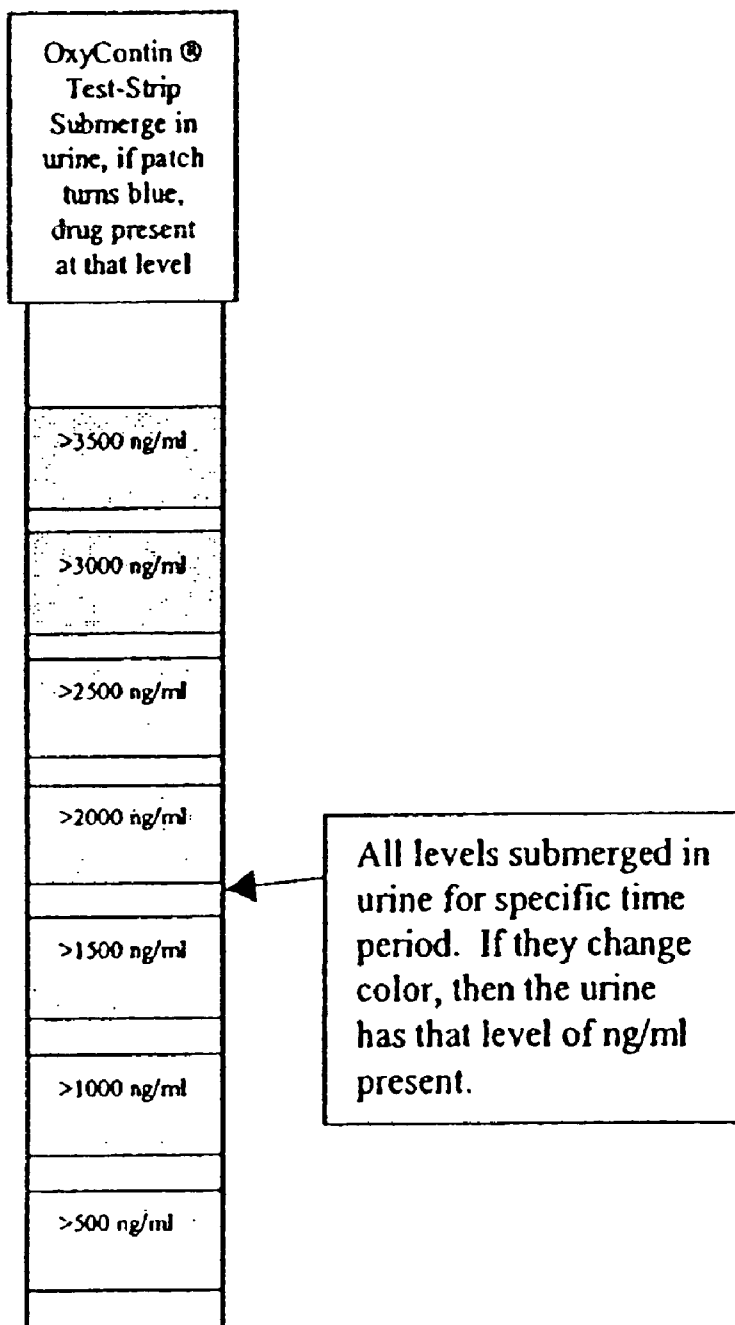 OxyContin ®
Test-Strip
Submerge in
urine, if patch
turns blue,
drug present
at that level
>3500 ng/ml
>3000 ng/ml
>2500 ng/ml
>2000 ng/ml
>1500 ng/ml
>1000 ng/ml
>500 ng/ml
All levels submerged in
urine for specific time
period. If they change
color, then the urine
has that level of ng/ml
present.